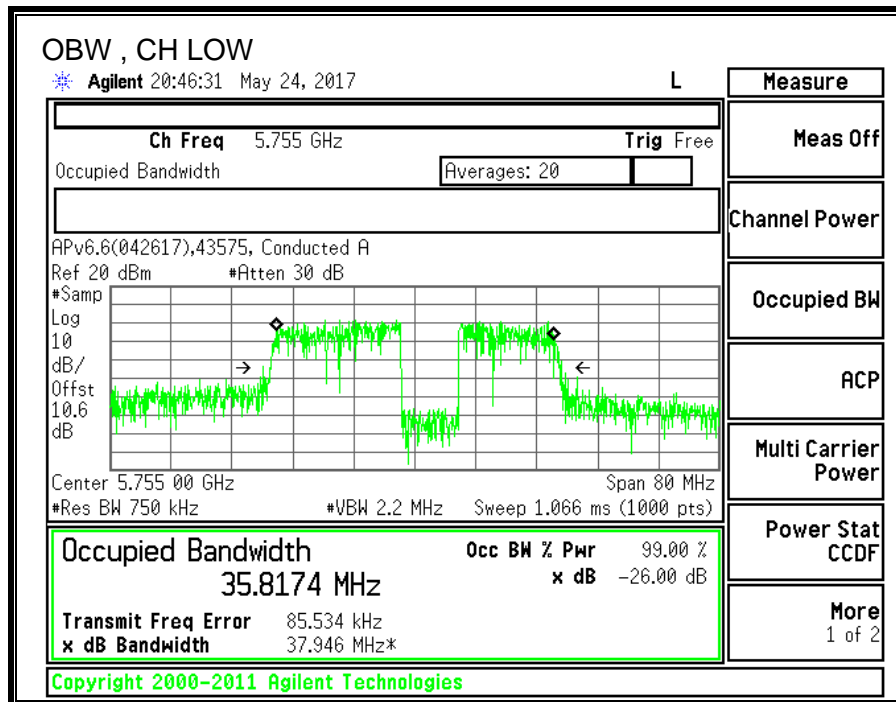 OBW , CH LOW
Agilent 20:46:31 May 24, 2017 L
Measure
Ch Freq 5.755 GHz Trig Free
Occupied Bandwidth Averages: 20
APv6.6(042617),43575, Conducted A
Ref 20 dBm #Atten 30 dB
#Samp
Log
10
dB/
Offst
10.6
dB
Center 5.755 00 GHz Span 80 MHz
#Res BW 750 kHz #VBW 2.2 MHz Sweep 1.066 ms (1000 pts)
Occupied Bandwidth Occ BW % Pwr 99.00 %
35.8174 MHz x dB -26.00 dB
Transmit Freq Error 85.534 kHz
x dB Bandwidth 37.946 MHz*
Copyright 2000-2011 Agilent Technologies
Meas Off
Channel Power
Occupied BW
ACP
Multi Carrier
Power
Power Stat
CCDF
More
1 of 2